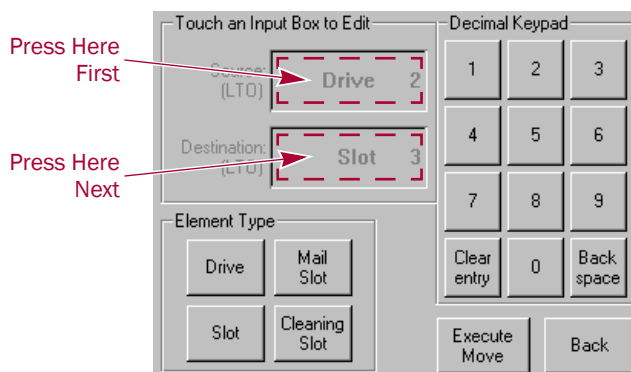 Press Here
First
Press Here
Next
Touch an Input Box to Edit
Source:
(LTO)
Drive 2
Destination:
(LTO)
Slot 3
Element Type
Drive
Mail
Slot
Slot
Cleaning
Slot
Decimal Keypad
1 2 3
4 5 6
7 8 9
Clear
entry
0
Back
space
Execute
Move
Back